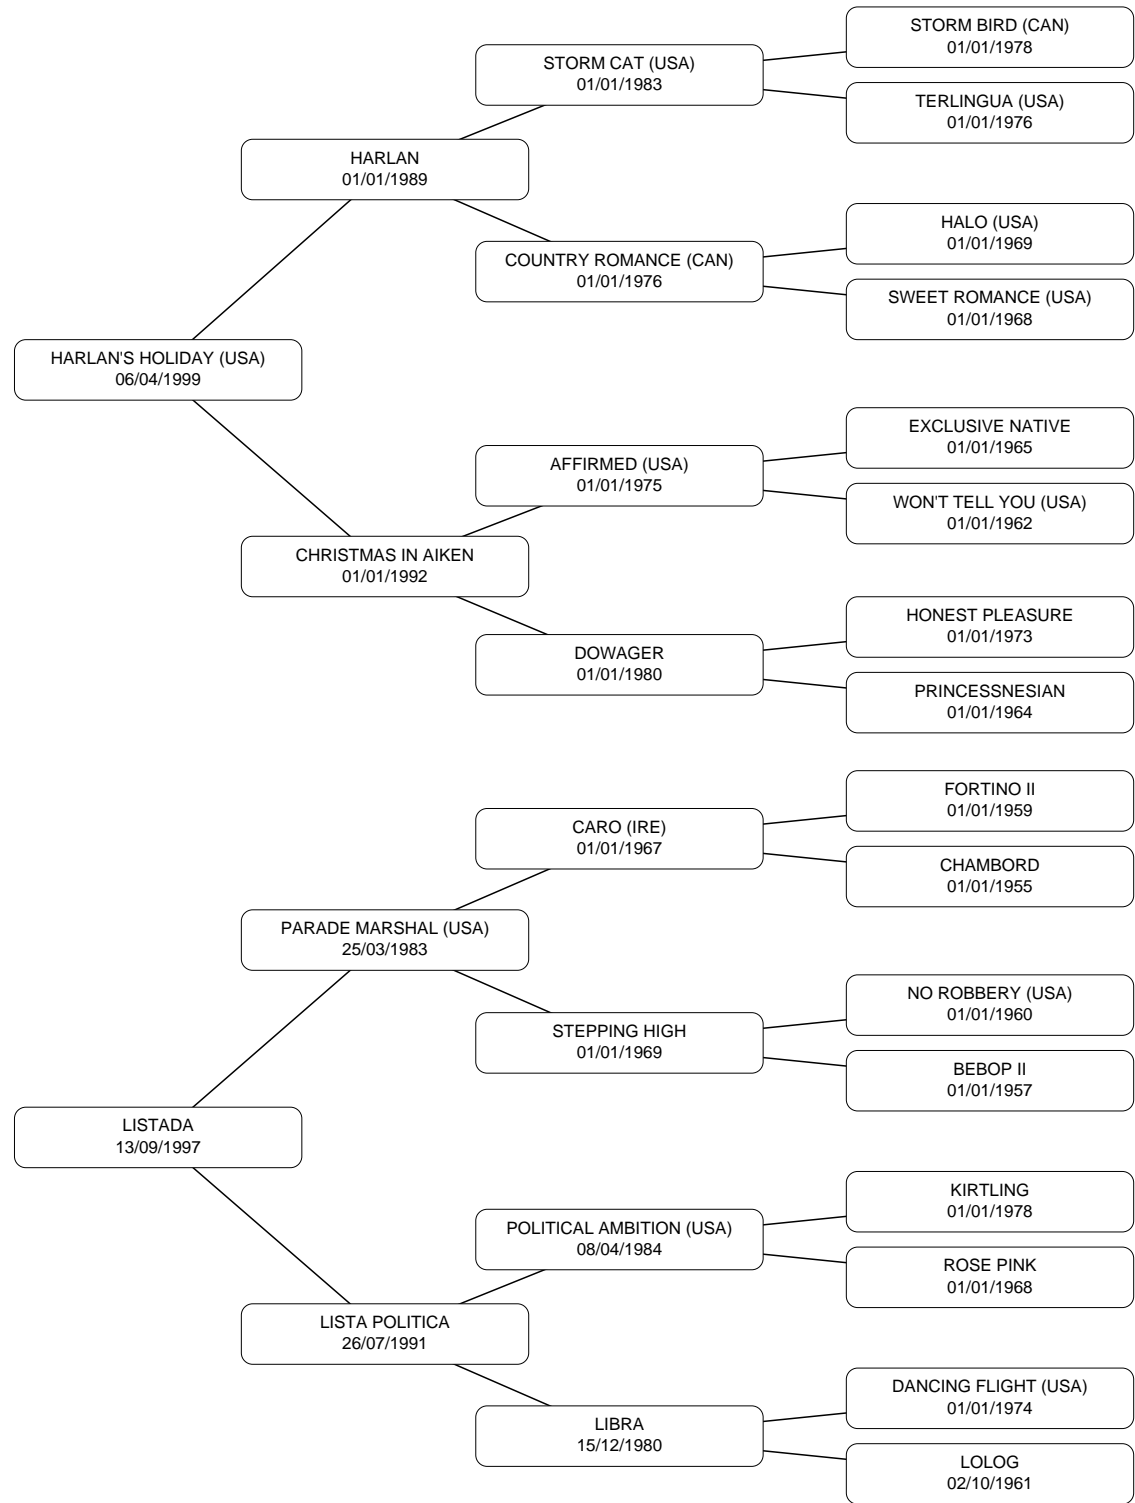 STORM BIRD (CAN)
01/01/1978
STORM CAT (USA)
01/01/1983
TERLINGUA (USA)
01/01/1976
HARLAN
01/01/1989
HALO (USA)
01/01/1969
COUNTRY ROMANCE (CAN)
01/01/1976
SWEET ROMANCE (USA)
01/01/1968
HARLAN'S HOLIDAY (USA)
06/04/1999
EXCLUSIVE NATIVE
01/01/1965
AFFIRMED (USA)
01/01/1975
WON'T TELL YOU (USA)
01/01/1962
CHRISTMAS IN AIKEN
01/01/1992
HONEST PLEASURE
01/01/1973
DOWAGER
01/01/1980
PRINCESSNESIAN
01/01/1964
FORTINO II
01/01/1959
CARO (IRE)
01/01/1967
CHAMBORD
01/01/1955
PARADE MARSHAL (USA)
25/03/1983
NO ROBBERY (USA)
01/01/1960
STEPPING HIGH
01/01/1969
BEBOP II
01/01/1957
LISTADA
13/09/1997
KIRTLING
01/01/1978
POLITICAL AMBITION (USA)
08/04/1984
ROSE PINK
01/01/1968
LISTA POLITICA
26/07/1991
DANCING FLIGHT (USA)
01/01/1974
LIBRA
15/12/1980
LOLOG
02/10/1961